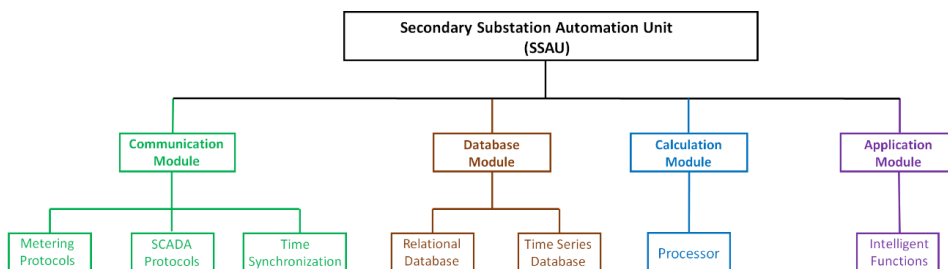 Secondary Substation Automation Unit
(SSAU)
Communication
Module
Database
Module
Calculation
Module
Application
Module
Metering
Protocols
SCADA
Protocols
Time
Synchronization
Relational
Database
Time Series
Database
Processor
Intelligent
Functions